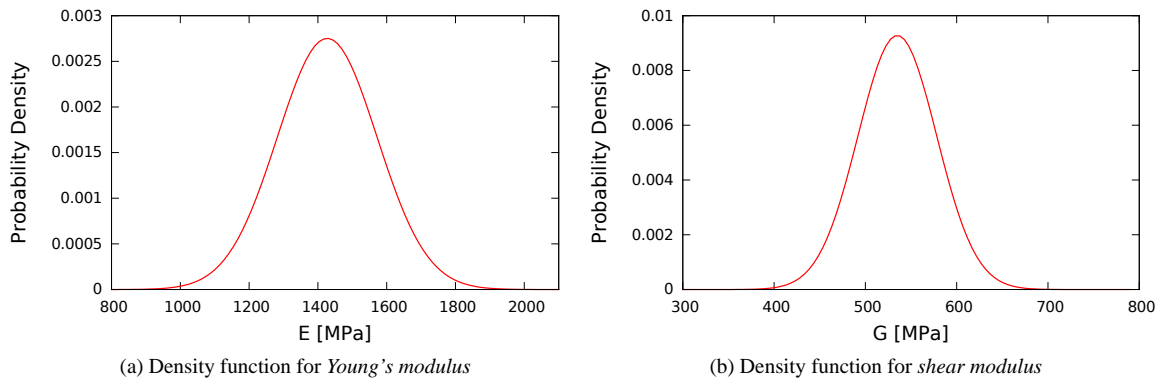 0.003
0.0025
0.002
0.0015
0.001
0.0005
0
Probability Density
800 1000 1200 1400 1600 1800 2000
E [MPa]
(a) Density function for Young's modulus
0.01
0.008
0.006
0.004
0.002
0
Probability Density
300 400 500 600 700 800
G [MPa]
(b) Density function for shear modulus